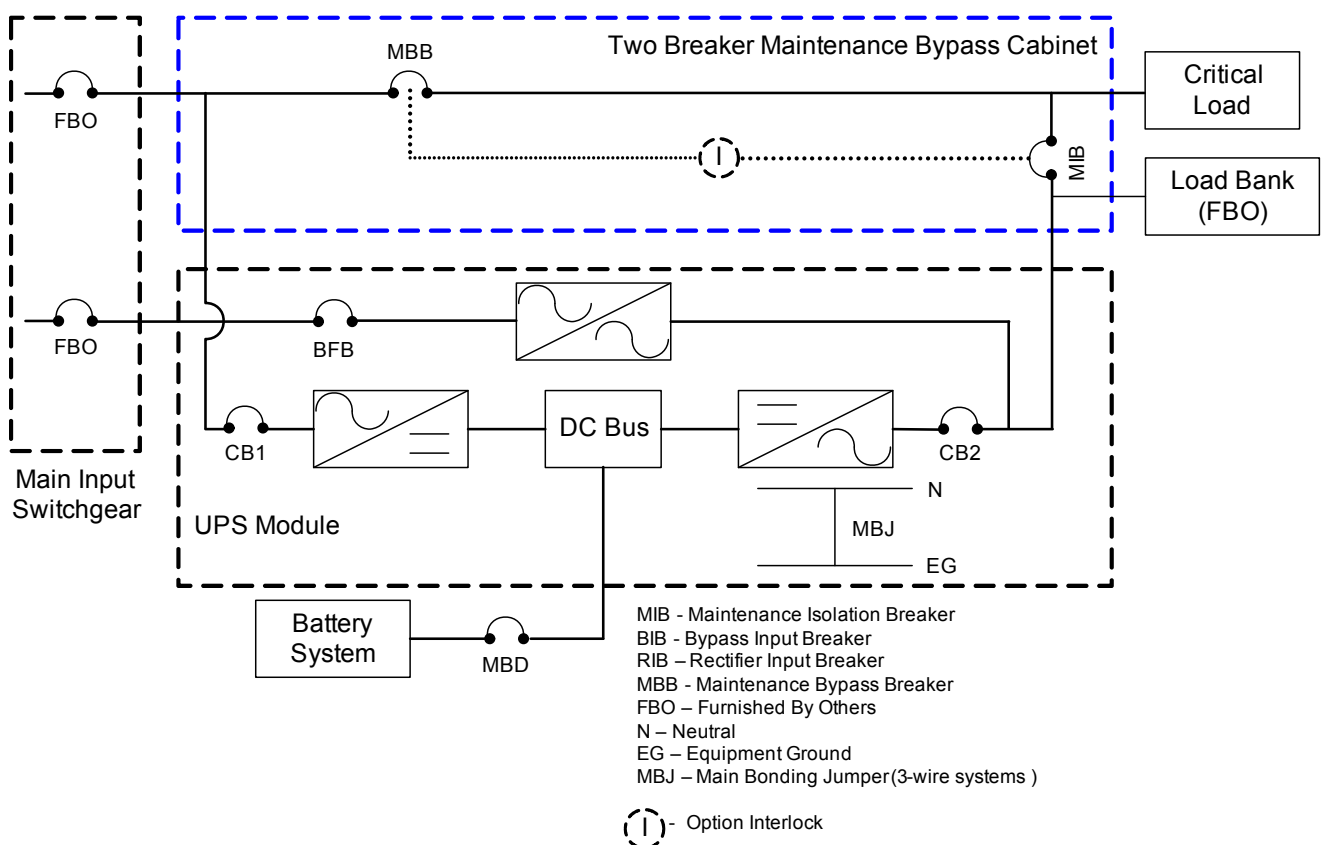 Two Breaker Maintenance Bypass Cabinet
MBB
Critical
Load
FBO
I
MIB
Load Bank
(FBO)
FBO
BFB
CB1
DC Bus
CB2
Main Input
Switchgear
N
UPS Module
MBJ
EG
Battery
System
MBD
MIB - Maintenance Isolation Breaker
BIB - Bypass Input Breaker
RIB – Rectifier Input Breaker
MBB - Maintenance Bypass Breaker
FBO – Furnished By Others
N – Neutral
EG – Equipment Ground
MBJ – Main Bonding Jumper(3-wire systems )
I - Option Interlock